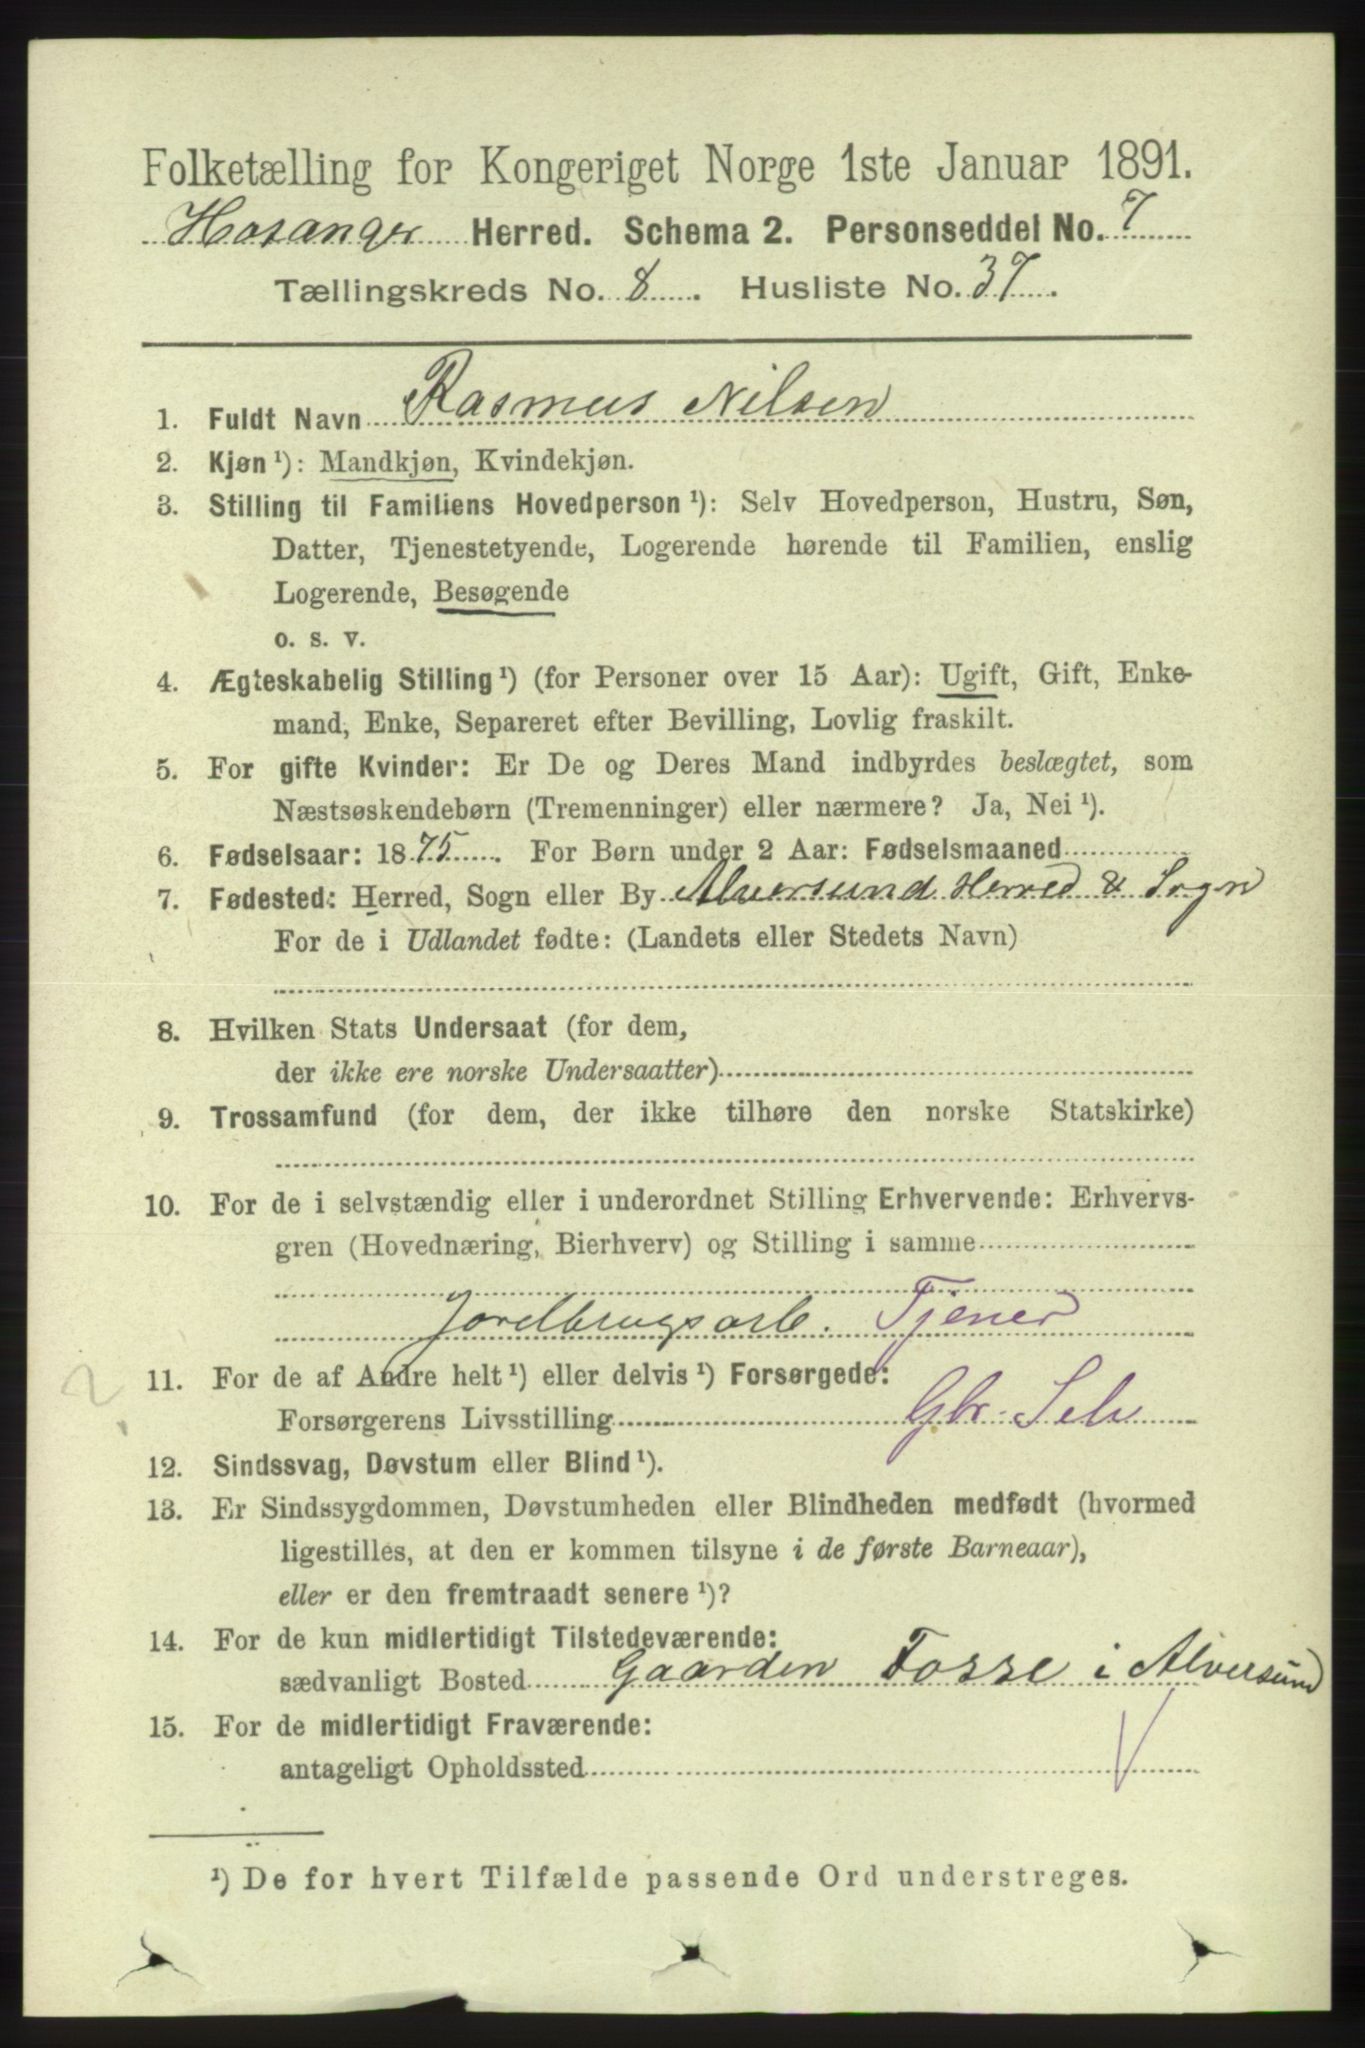 Folketælling for Kongeriget Norge 1ste Januar 1891.
Hosanger Herred. Schema 2. Personseddel No. 7
Tællingskreds No. 8. Husliste No. 37.
1. Fuldt Navn Rasmus Nilsen
2. Kjøn ¹): Mandkjøn, Kvindekjøn.
3. Stilling til Familiens Hovedperson ¹): Selv Hovedperson, Hustru, Søn,
Datter, Tjenestetyende, Logerende hørende til Familien, enslig
Logerende, Besøgende
o. s. v.
4. Ægteskabelig Stilling ¹) (for Personer over 15 Aar): Ugift, Gift, Enke-
mand, Enke, Separeret efter Bevilling, Lovlig fraskilt.
5. For gifte Kvinder: Er De og Deres Mand indbyrdes beslægtet, som
Næstsøskendebørn (Tremenninger) eller nærmere? Ja, Nei ¹).
6. Fødselsaar: 1875. For Børn under 2 Aar: Fødselsmaaned
7. Fødested: Herred, Sogn eller By Alversund Herred & Sogn
For de i Udlandet fødte: (Landets eller Stedets Navn)
8. Hvilken Stats Undersaat (for dem,
der ikke ere norske Undersaatter)
9. Trossamfund (for dem, der ikke tilhøre den norske Statskirke)
10. For de i selvstændig eller i underordnet Stilling Erhvervende: Erhvervs-
gren (Hovednæring, Bierhverv) og Stilling i samme
Jordbrugsarb. Tjener
11. For de af Andre helt ¹) eller delvis ¹) Forsørgede:
Forsørgerens Livsstilling Gbr. Selv
2
12. Sindssvag, Døvstum eller Blind ¹).
13. Er Sindssygdommen, Døvstumheden eller Blindheden medfødt (hvormed
ligestilles, at den er kommen tilsyne i de første Barneaar),
eller er den fremtraadt senere ¹)?
14. For de kun midlertidigt Tilstedeværende:
sædvanligt Bosted Gaarden Fosse i Alversund
15. For de midlertidigt Fraværende:
antageligt Opholdssted
¹) De for hvert Tilfælde passende Ord understreges.